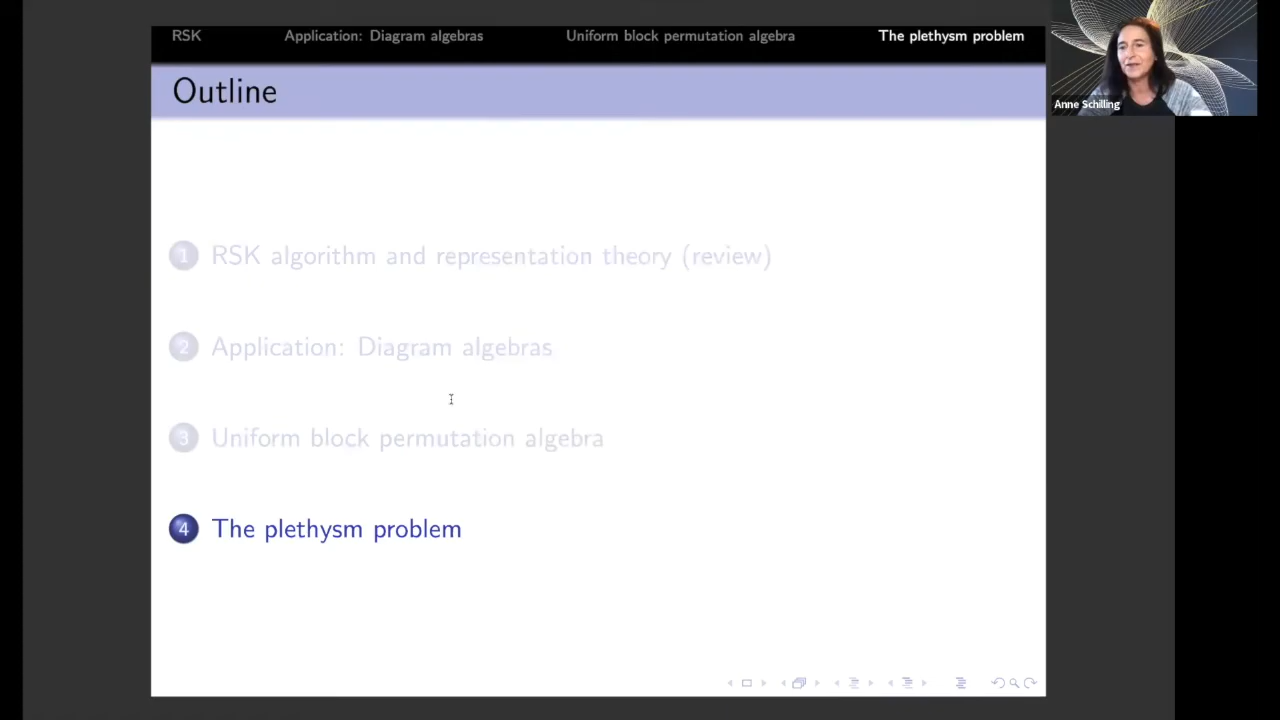 RSK Application: Diagram algebras Uniform block permutation algebra The plethysm problem
Outline
Anne Schilling
1 RSK algorithm and representation theory (review)
2 Application: Diagram algebras
3 Uniform block permutation algebra
4 The plethysm problem